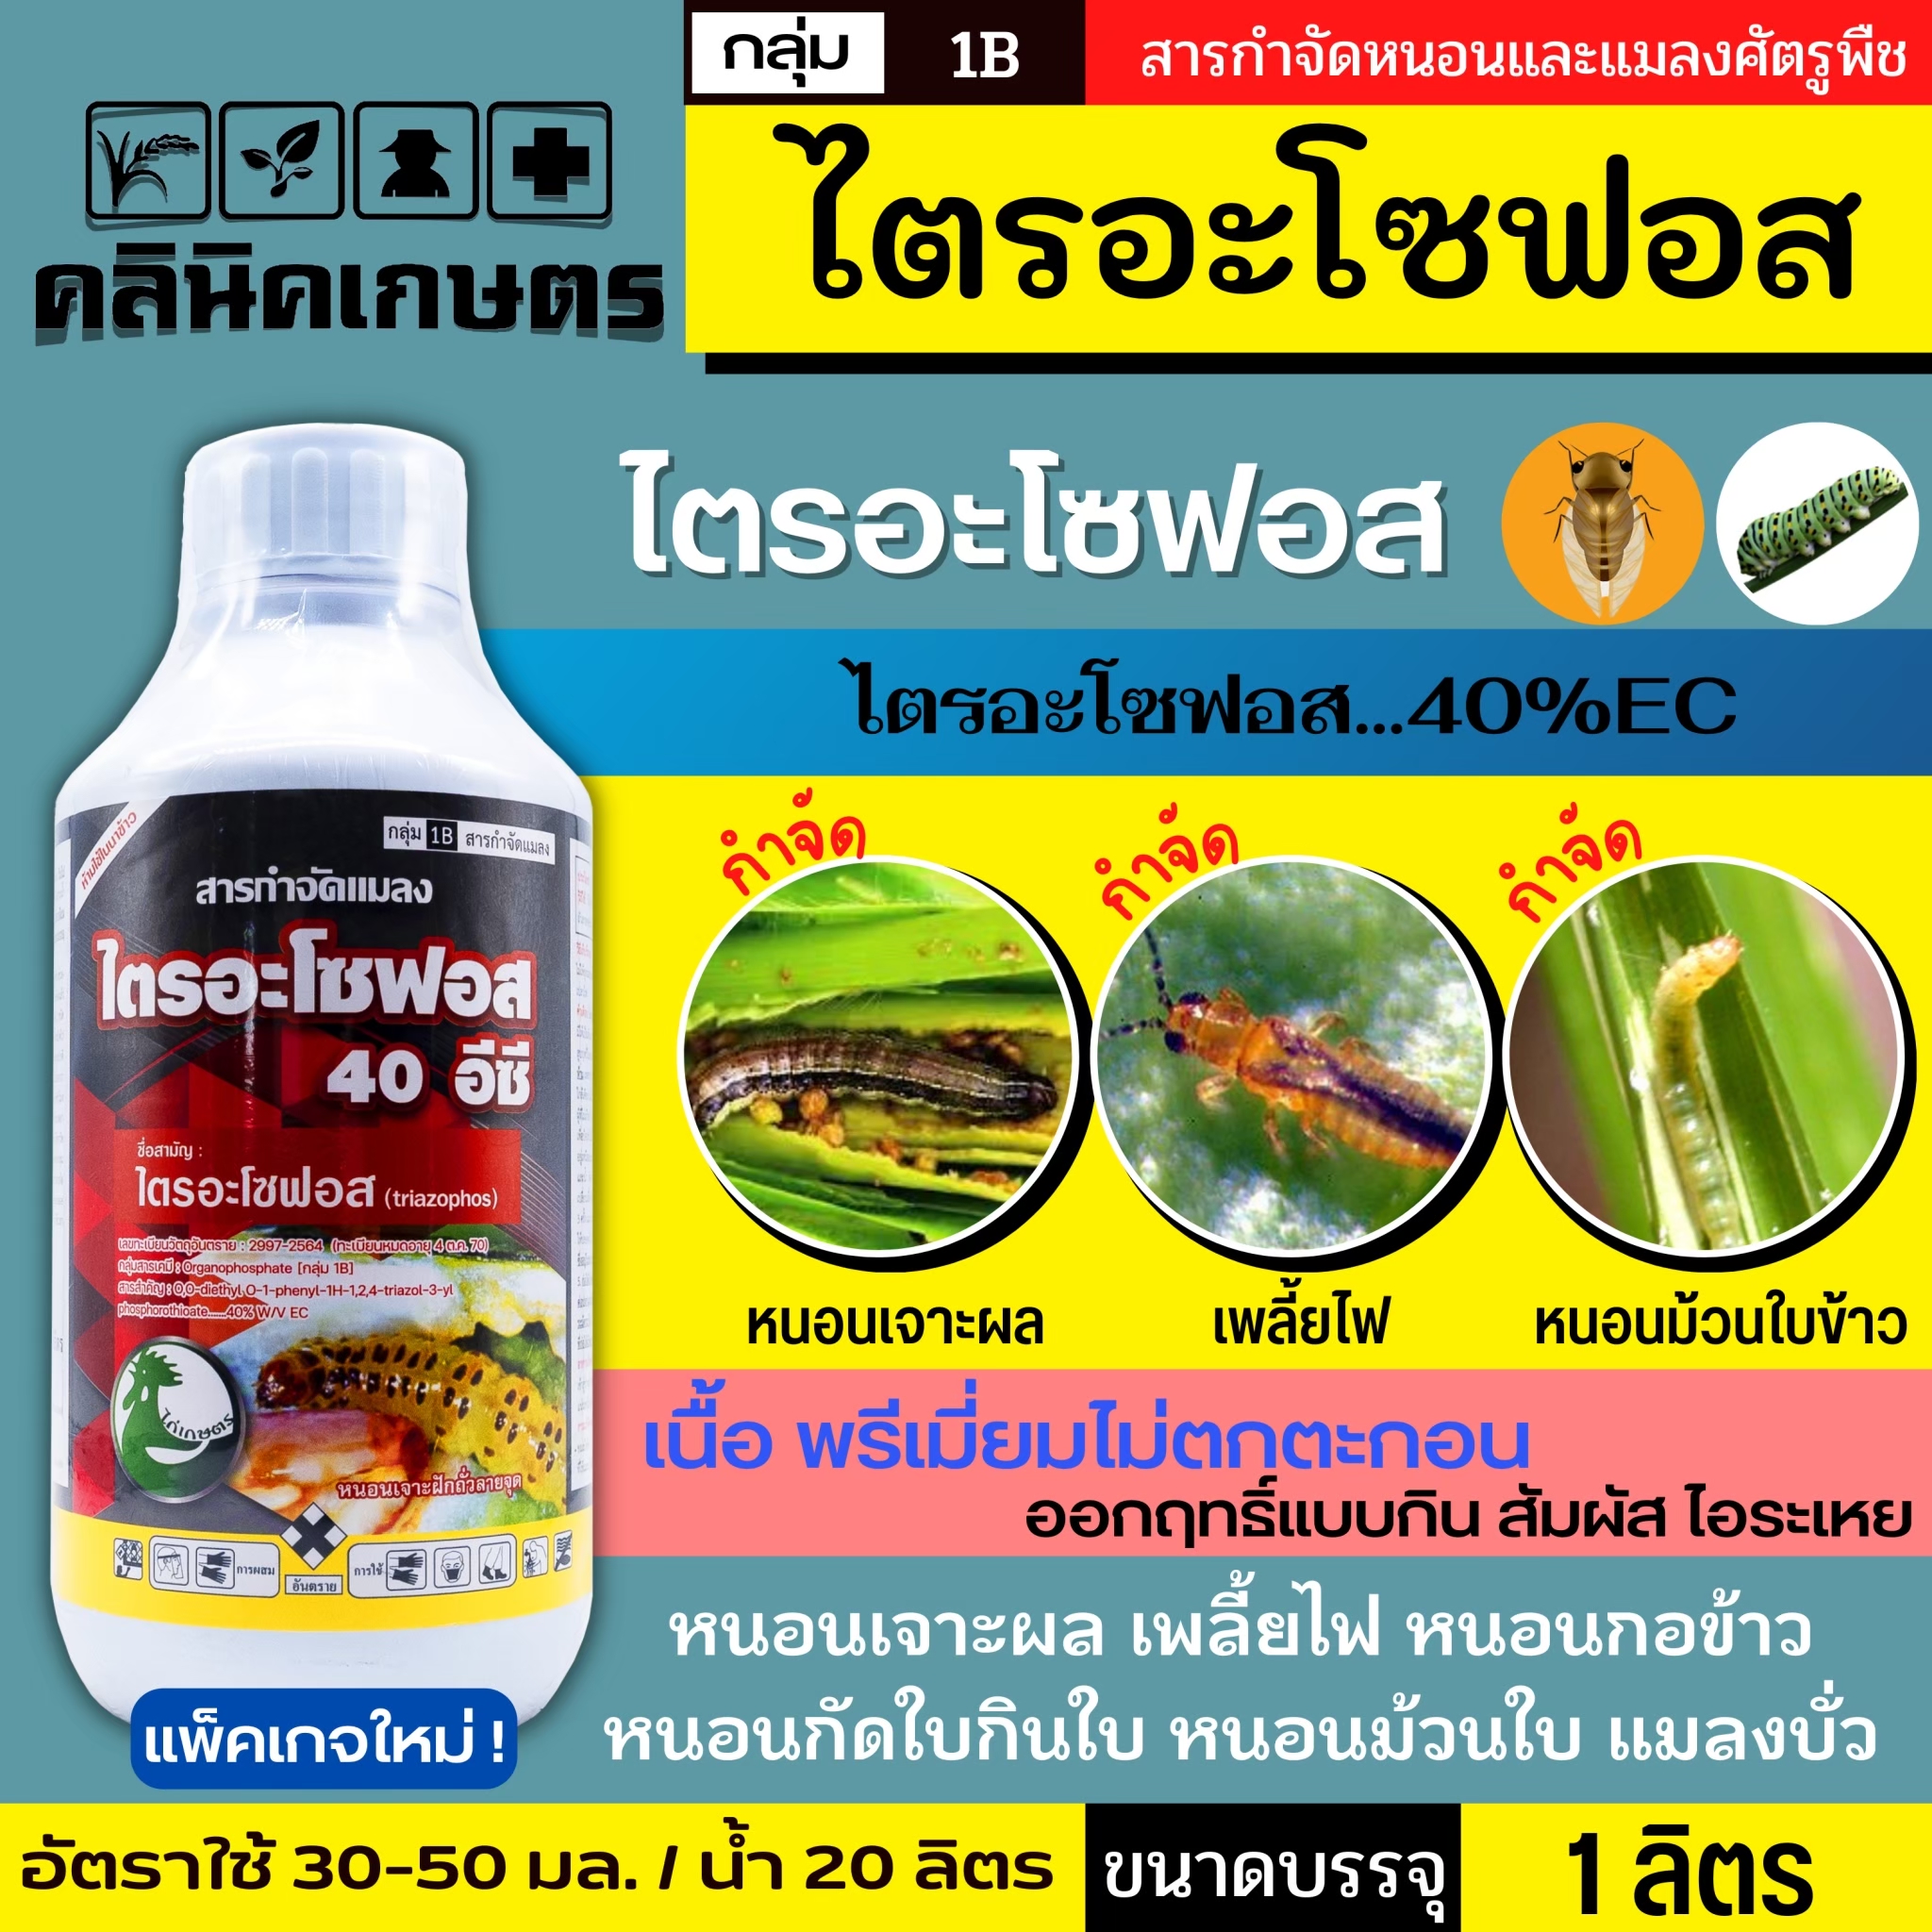 กลุ่ม 1B สารกำจัดหนอนและแมลงศัตรูพืช
ไตรอะโซฟอส
คลินิคเกษตร
ไตรอะโซฟอส
ไตรอะโซฟอส...40%EC
ห้ามใช้ในนาข้าว
กลุ่ม 1B สารกำจัดแมลง
สารกำจัดแมลง
ไตรอะโซฟอส
40 อีซี
ชื่อสามัญ :
ไตรอะโซฟอส (triazophos)
เลขทะเบียนวัตถุอันตราย : 2997-2564 (ทะเบียนหมดอายุ 4 ต.ค. 70)
กลุ่มสารเคมี : Organophosphate [กลุ่ม 1B]
สารสำคัญ : O,O-diethyl O-1-phenyl-1H-1,2,4-triazol-3-yl
phosphorothioate......40% W/V EC
ไก่เกษตร
หนอนเจาะฝักถั่วลายจุด
การผสม
อันตราย
การใช้
กำจัด
กำจัด
กำจัด
หนอนเจาะผล
เพลี้ยไฟ
หนอนม้วนใบข้าว
เนื้อ พรีเมี่ยมไม่ตกตะกอน
ออกฤทธิ์แบบกิน สัมผัส ไอระเหย
หนอนเจาะผล เพลี้ยไฟ หนอนกอข้าว
หนอนกัดใบกินใบ หนอนม้วนใบ แมลงบั่ว
แพ็คเกจใหม่ !
อัตราใช้ 30-50 มล. / น้ำ 20 ลิตร
ขนาดบรรจุ
1 ลิตร